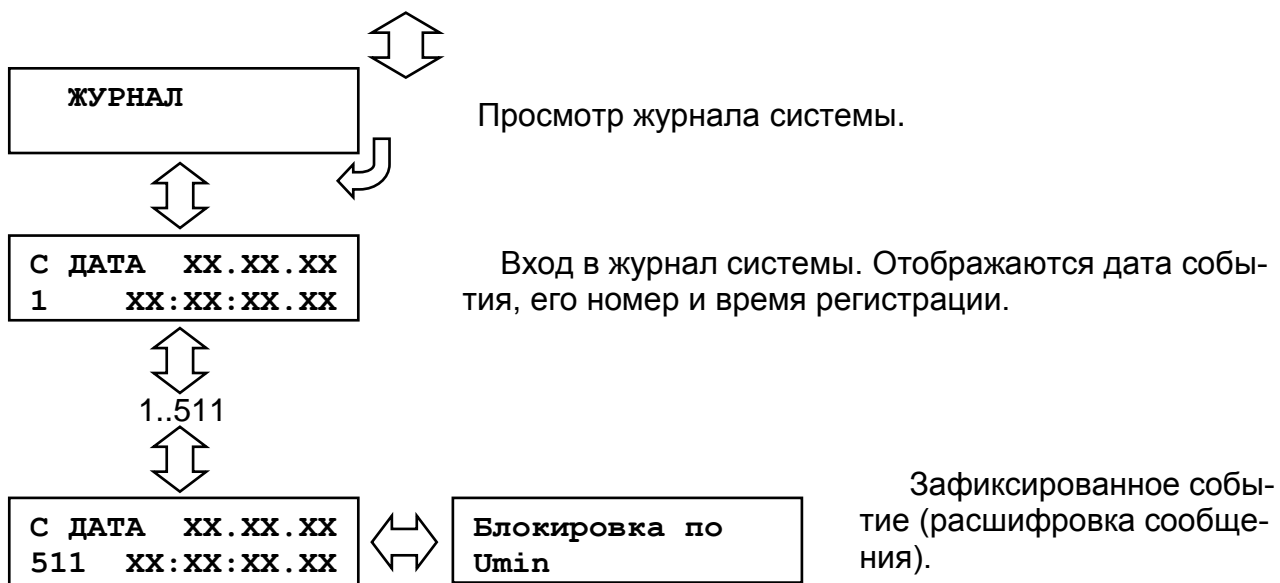 ЖУРНАЛ
Просмотр журнала системы.
С ДАТА XX.XX.XX
1 XX:XX:XX.XX
Вход в журнал системы. Отображаются дата собы-
тия, его номер и время регистрации.
1..511
С ДАТА XX.XX.XX
511 XX:XX:XX.XX
Блокировка по
Umin
Зафиксированное собы-
тие (расшифровка сообще-
ния).